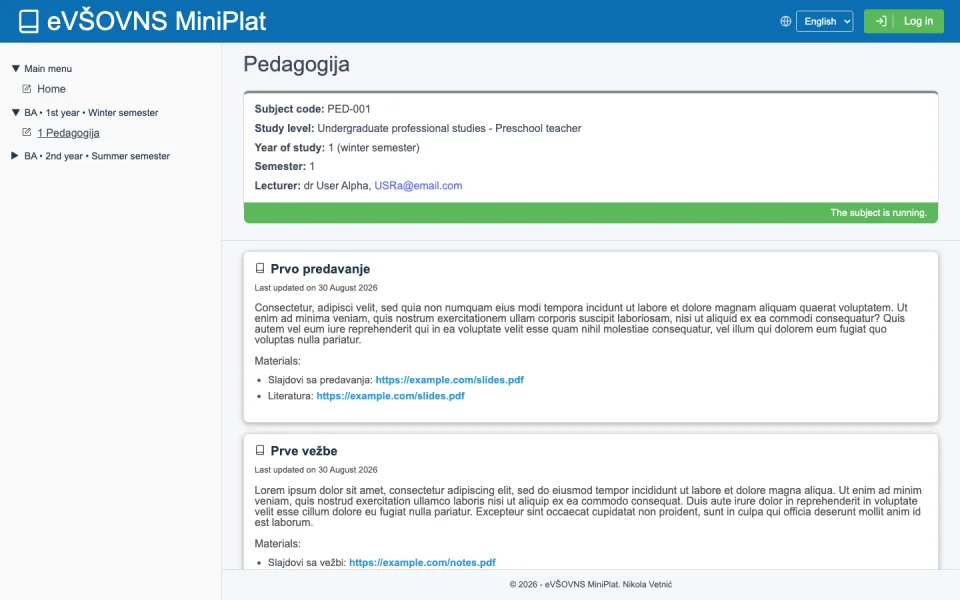 eVŠOVNS MiniPlat
English
Log in
Main menu
Home
BA • 1st year • Winter semester
1 Pedagogija
BA • 2nd year • Summer semester
Pedagogija
Subject code: PED-001
Study level: Undergraduate professional studies - Preschool teacher
Year of study: 1 (winter semester)
Semester: 1
Lecturer: dr User Alpha, USRa@email.com
The subject is running.
Prvo predavanje
Last updated on 30 August 2026
Consectetur, adipisci velit, sed quia non numquam eius modi tempora incidunt ut labore et dolore magnam aliquam quaerat voluptatem. Ut
enim ad minima veniam, quis nostrum exercitationem ullam corporis suscipit laboriosam, nisi ut aliquid ex ea commodi consequatur? Quis
autem vel eum iure reprehenderit qui in ea voluptate velit esse quam nihil molestiae consequatur, vel illum qui dolorem eum fugiat quo
voluptas nulla pariatur.
Materials:
• Slajdovi sa predavanja: https://example.com/slides.pdf
• Literatura: https://example.com/slides.pdf
Prve vežbe
Last updated on 30 August 2026
Lorem ipsum dolor sit amet, consectetur adipiscing elit, sed do eiusmod tempor incididunt ut labore et dolore magna aliqua. Ut enim ad minim
veniam, quis nostrud exercitation ullamco laboris nisi ut aliquip ex ea commodo consequat. Duis aute irure dolor in reprehenderit in voluptate
velit esse cillum dolore eu fugiat nulla pariatur. Excepteur sint occaecat cupidatat non proident, sunt in culpa qui officia deserunt mollit anim id
est laborum.
Materials:
• Slajdovi sa vežbi: https://example.com/notes.pdf
© 2026 - eVŠOVNS MiniPlat. Nikola Vetnić